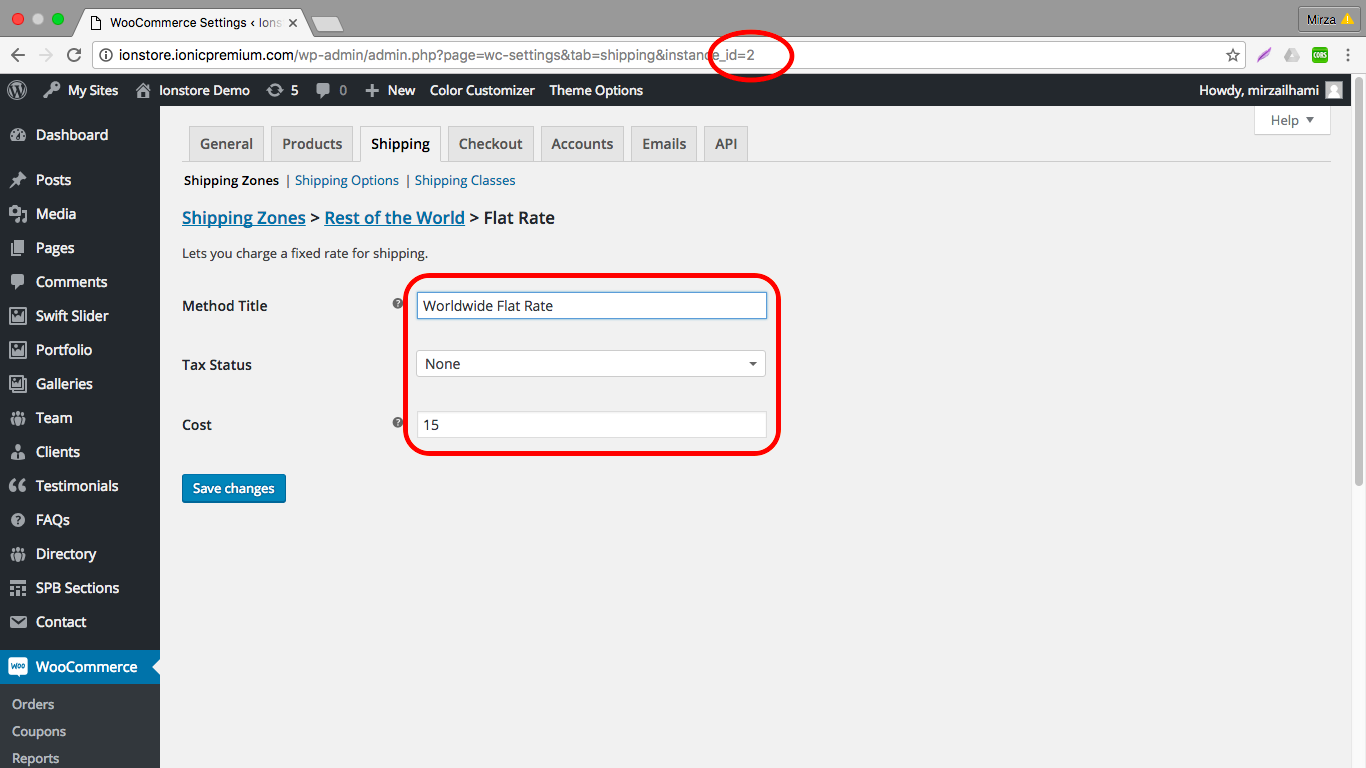 WooCommerce Settings ‹ Ions
Mirza
ionstore.ionicpremium.com/wp-admin/admin.php?page=wc-settings&tab=shipping&instance_id=2
CORS
My Sites Ionstore Demo 5 0 New Color Customizer Theme Options Howdy, mirzailhami
Help
Dashboard
Posts
Media
Pages
Comments
Swift Slider
Portfolio
Galleries
Team
Clients
Testimonials
FAQs
Directory
SPB Sections
Contact
WOO WooCommerce
Orders
Coupons
Reports
General Products Shipping Checkout Accounts Emails API
Shipping Zones | Shipping Options | Shipping Classes
Shipping Zones > Rest of the World > Flat Rate
Lets you charge a fixed rate for shipping.
Method Title ? Worldwide Flat Rate
Tax Status None
Cost ? 15
Save changes